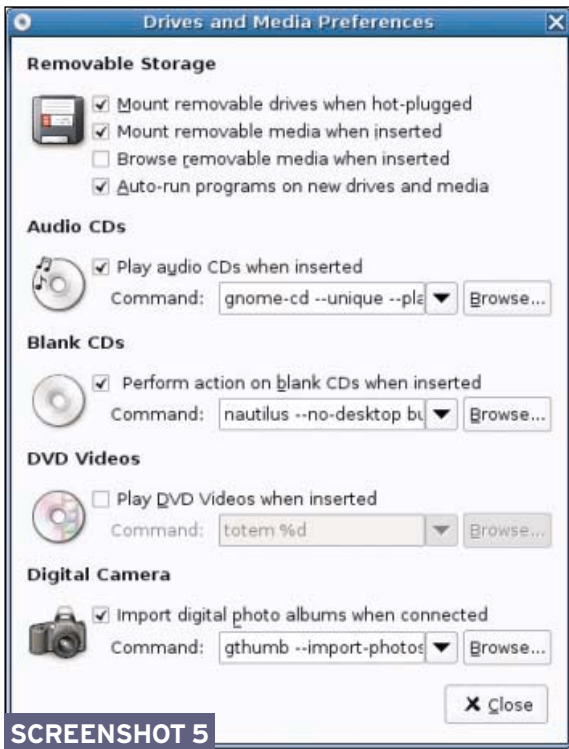 Drives and Media Preferences
Removable Storage
Mount removable drives when hot-plugged
Mount removable media when inserted
Browse removable media when inserted
Auto-run programs on new drives and media
Audio CDs
Play audio CDs when inserted
Command: gnome-cd --unique --pla Browse...
Blank CDs
Perform action on blank CDs when inserted
Command: nautilus --no-desktop bu Browse...
DVD Videos
Play DVD Videos when inserted
Command: totem %d Browse...
Digital Camera
Import digital photo albums when connected
Command: gthumb --import-photos Browse...
Close
SCREENSHOT 5